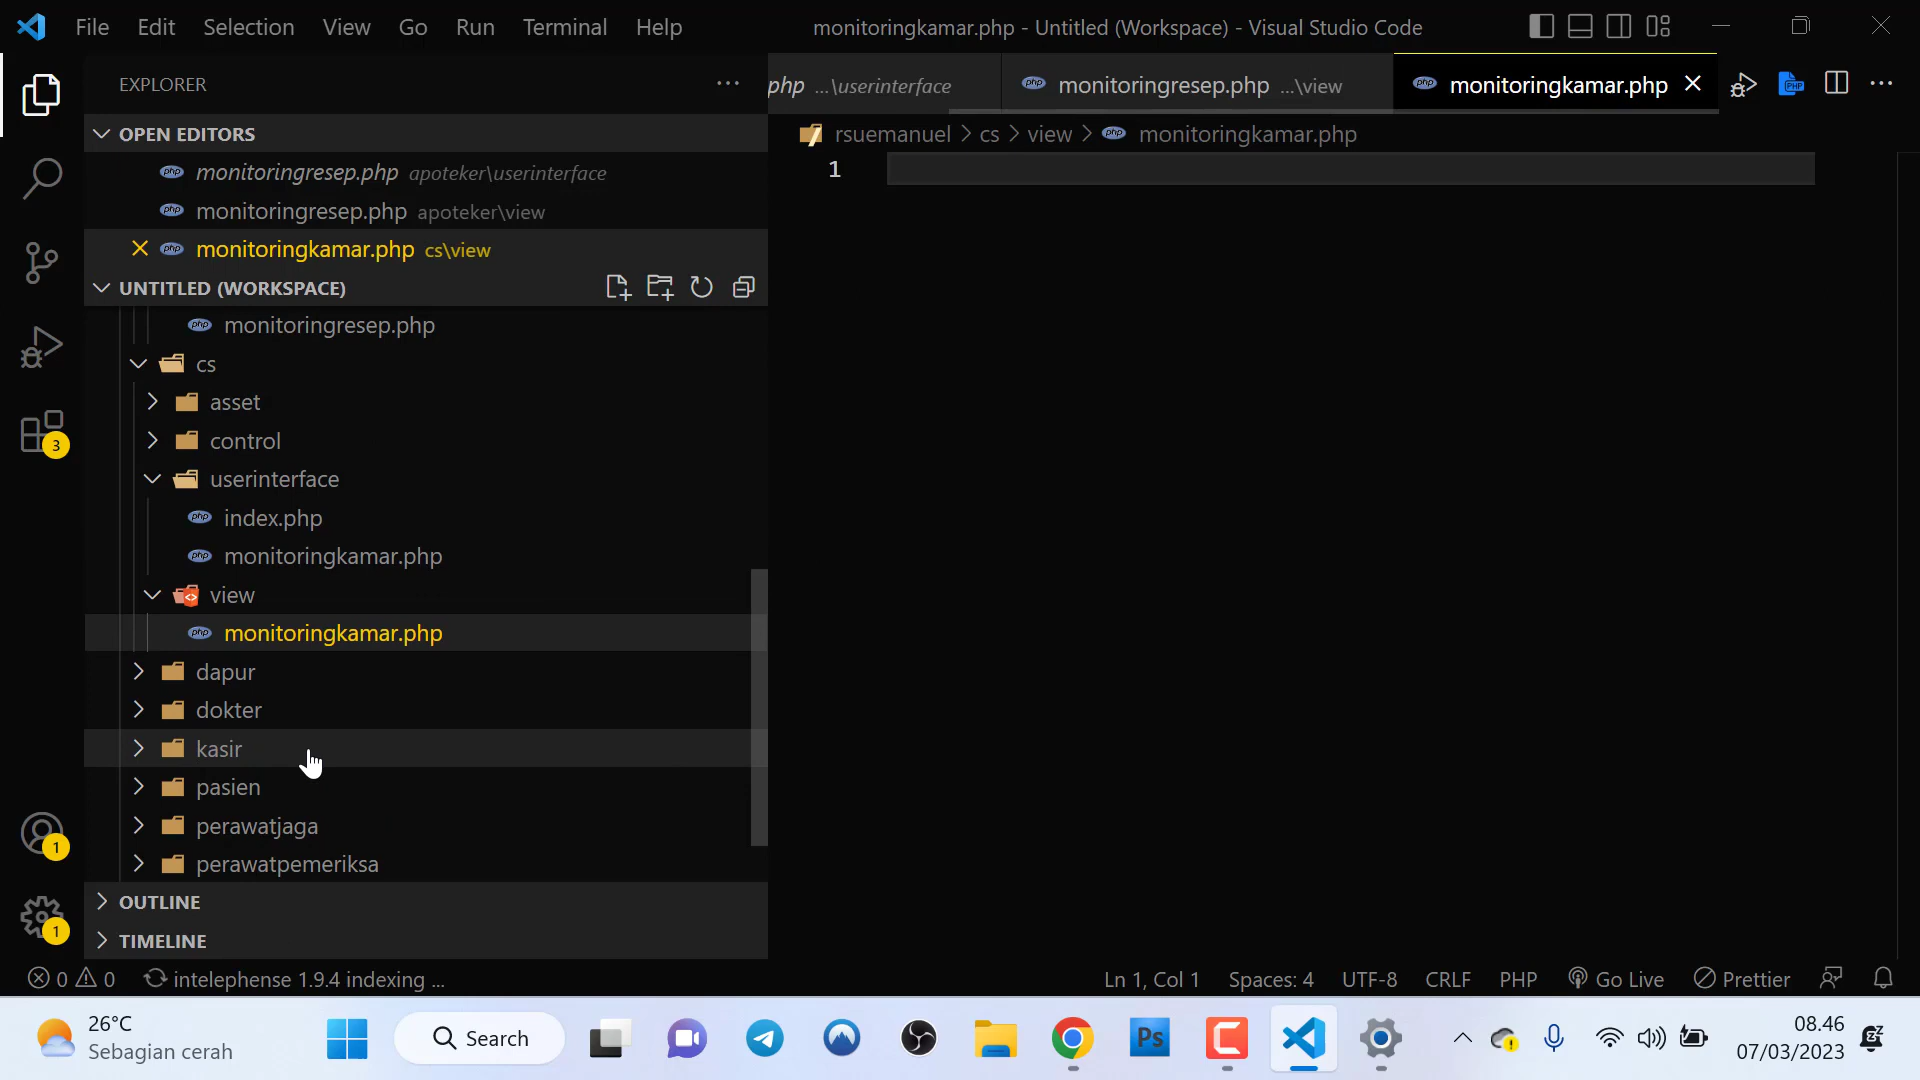 File Edit Selection View Go Run Terminal Help
monitoringkamar.php - Untitled (Workspace) - Visual Studio Code
EXPLORER
OPEN EDITORS
monitoringresep.php apoteker\userinterface
monitoringresep.php apoteker\view
monitoringkamar.php cs\view
UNTITLED (WORKSPACE)
monitoringresep.php
cs
asset
control
userinterface
index.php
monitoringkamar.php
view
monitoringkamar.php
dapur
dokter
kasir
pasien
perawatjaga
perawatpemeriksa
OUTLINE
TIMELINE
3
1
1
php ...\userinterface
monitoringresep.php ...\view
monitoringkamar.php
PHP
rsuemanuel > cs > view > monitoringkamar.php
1
0 0 intelephense 1.9.4 indexing ...
Ln 1, Col 1 Spaces: 4 UTF-8 CRLF PHP Go Live Prettier
26°C
Sebagian cerah
Search
Ps
08.46
07/03/2023